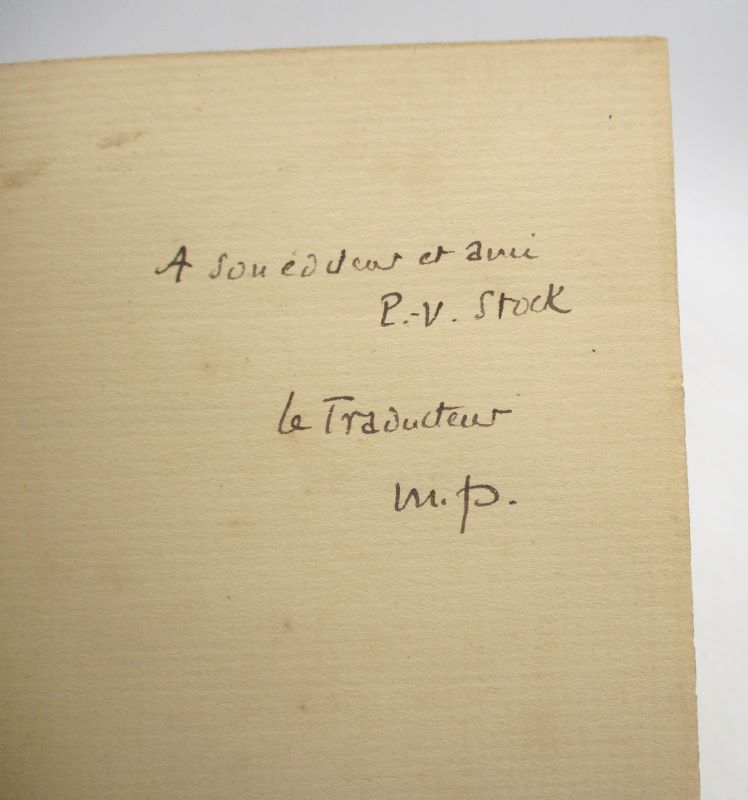 A son éditeur et ami
P.-V. Stock
le Traducteur
m.p.